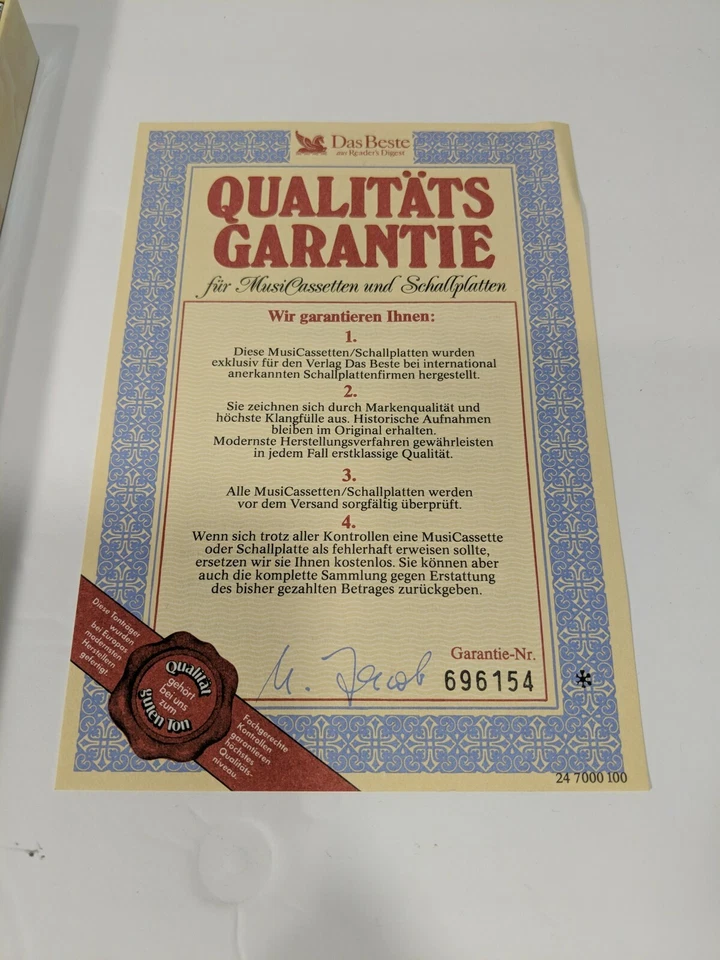 Das Beste
aus Reader's Digest
QUALITÄTS
GARANTIE
für MusiCassetten und Schallplatten
Wir garantieren Ihnen:
1.
Diese MusiCassetten/Schallplatten wurden
exklusiv für den Verlag Das Beste bei international
anerkannten Schallplattenfirmen hergestellt.
2.
Sie zeichnen sich durch Markenqualität und
höchste Klangfülle aus. Historische Aufnahmen
bleiben im Original erhalten.
Modernste Herstellungsverfahren gewährleisten
in jedem Fall erstklassige Qualität.
3.
Alle MusiCassetten/Schallplatten werden
vor dem Versand sorgfältig überprüft.
4.
Wenn sich trotz aller Kontrollen eine MusiCassette
oder Schallplatte als fehlerhaft erweisen sollte,
ersetzen wir sie Ihnen kostenlos. Sie können aber
auch die komplette Sammlung gegen Erstattung
des bisher gezahlten Betrages zurückgeben.
Diese Tonträger
wurden
bei Europas
modernsten
Herstellern
gefertigt.
Qualität
gehört
bei uns
zum
guten Ton
Fachgerechte
Kontrollen
garantieren
höchstes
Qualitäts-
niveau.
M. Jacob
Garantie-Nr.
696154
*
24 7000 100